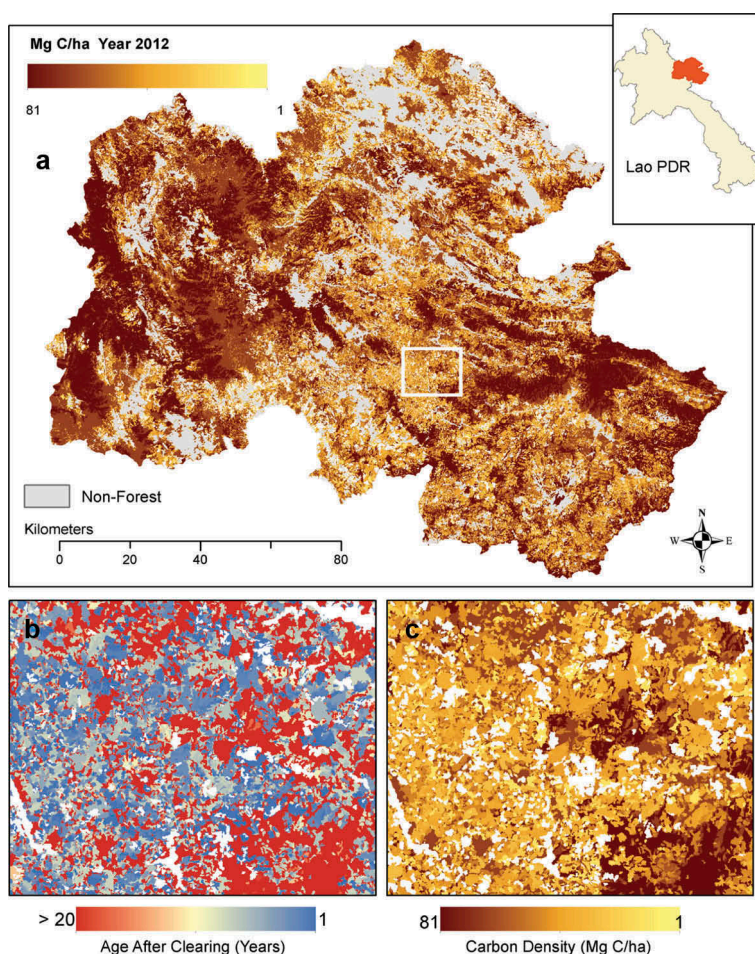 Mg C/ha Year 2012
81 1
a
Lao PDR
Non-Forest
Kilometers
0 20 40 80
N
W E
S
b
c
> 20 1
Age After Clearing (Years)
81 1
Carbon Density (Mg C/ha)